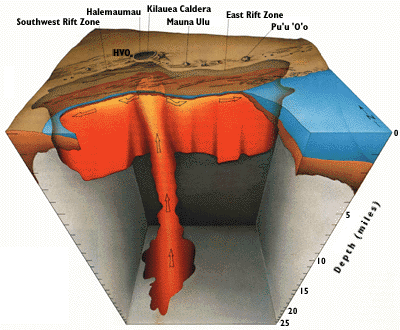 Halemaumau
Kilauea Caldera
Southwest Rift Zone
Mauna Ulu
East Rift Zone
Pu'u 'O'o
HVO
0
5
10
15
20
25
Depth (miles)